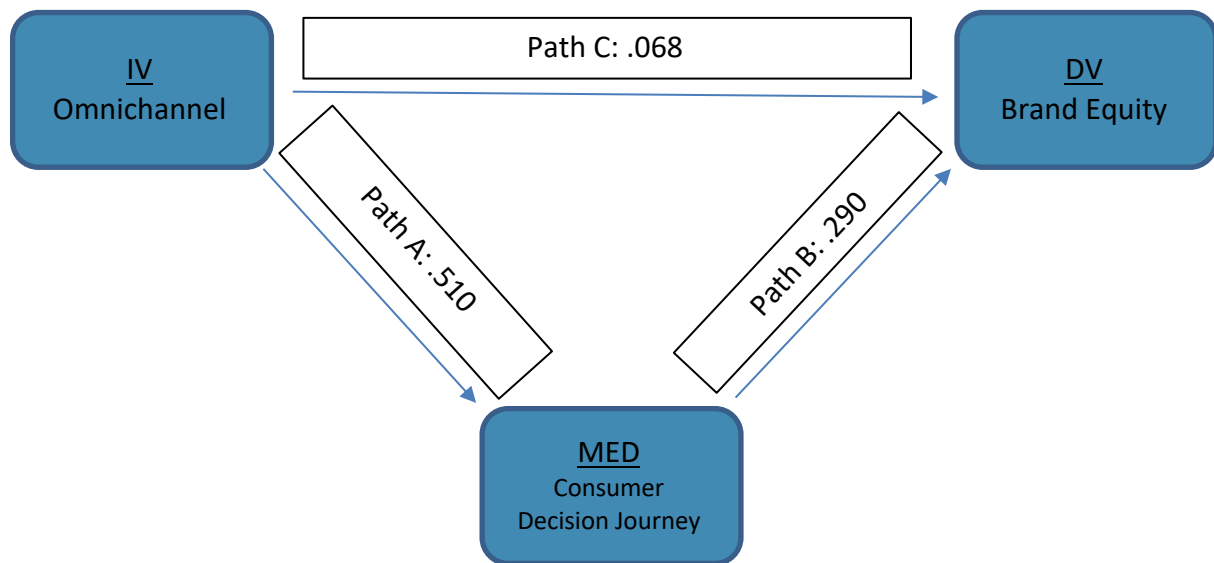 IV
Omnichannel
Path C: .068
DV
Brand Equity
Path A: .510
Path B: .290
MED
Consumer
Decision Journey